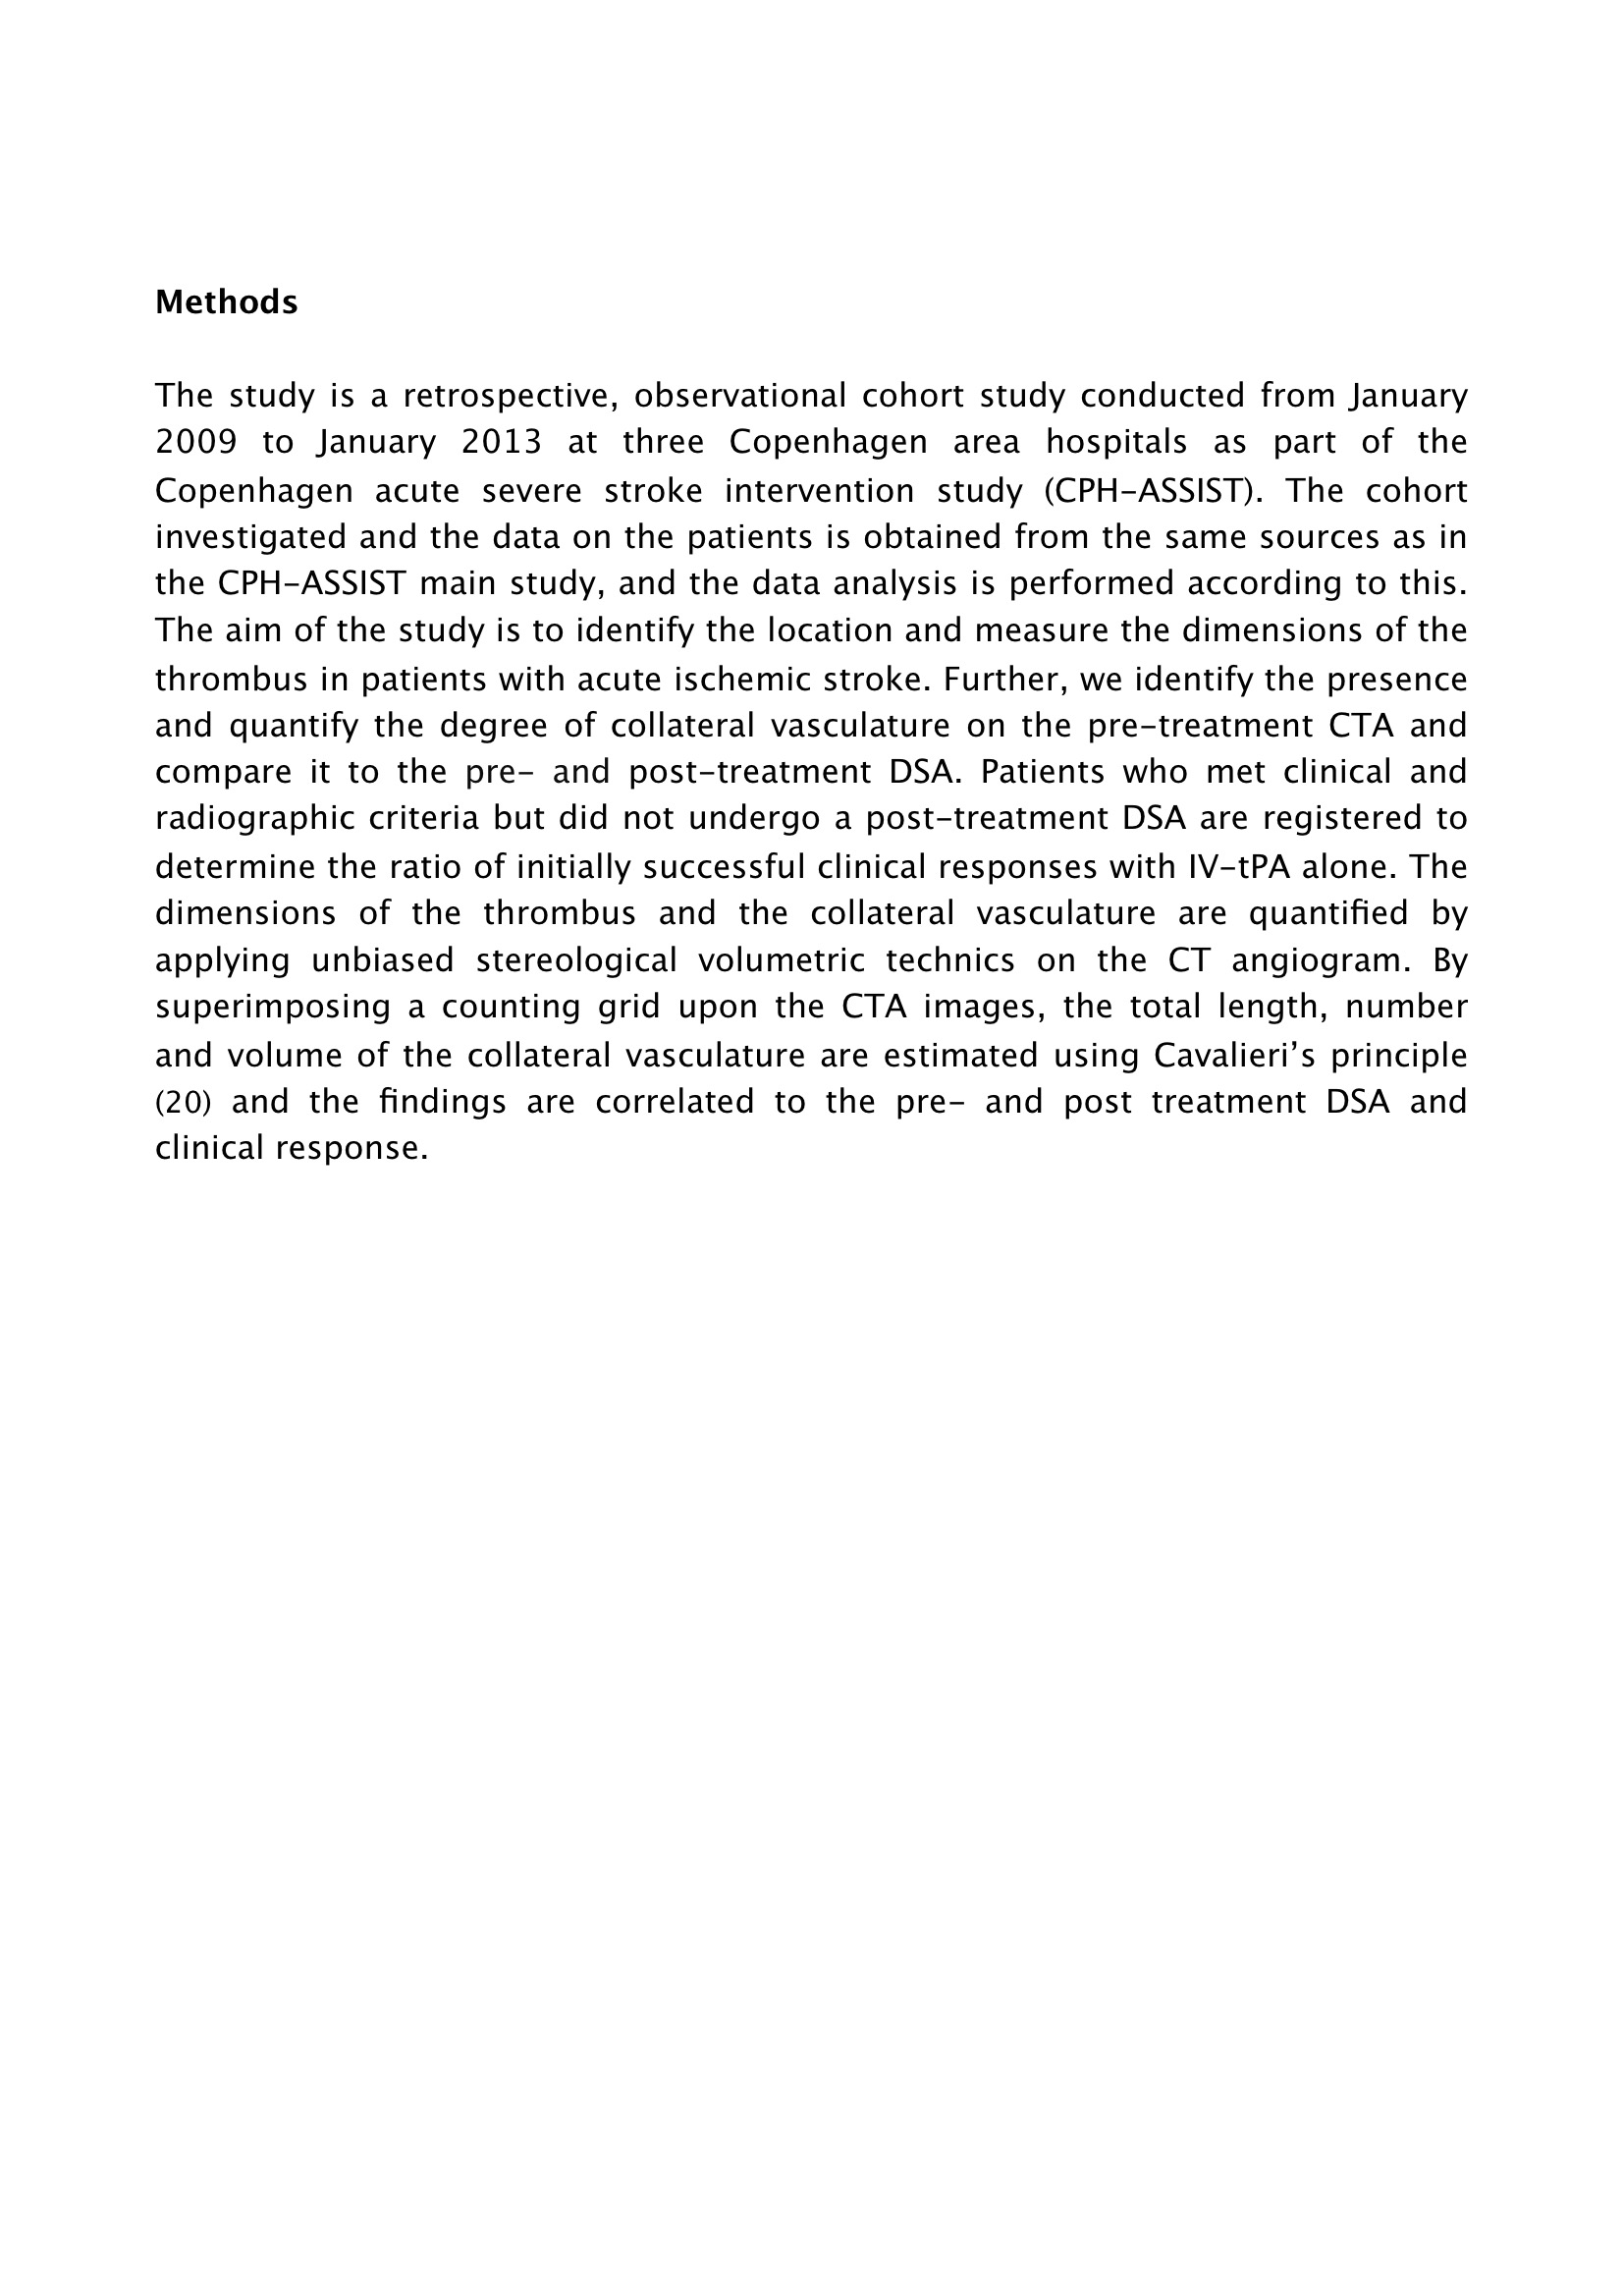 Methods
The study is a retrospective, observational cohort study conducted from January
2009 to January 2013 at three Copenhagen area hospitals as part of the
Copenhagen acute severe stroke intervention study (CPH-ASSIST). The cohort
investigated and the data on the patients is obtained from the same sources as in
the CPH-ASSIST main study, and the data analysis is performed according to this.
The aim of the study is to identify the location and measure the dimensions of the
thrombus in patients with acute ischemic stroke. Further, we identify the presence
and quantify the degree of collateral vasculature on the pre-treatment CTA and
compare it to the pre- and post-treatment DSA. Patients who met clinical and
radiographic criteria but did not undergo a post-treatment DSA are registered to
determine the ratio of initially successful clinical responses with IV-tPA alone. The
dimensions of the thrombus and the collateral vasculature are quantified by
applying unbiased stereological volumetric technics on the CT angiogram. By
superimposing a counting grid upon the CTA images, the total length, number
and volume of the collateral vasculature are estimated using Cavalieri’s principle
(20) and the findings are correlated to the pre- and post treatment DSA and
clinical response.